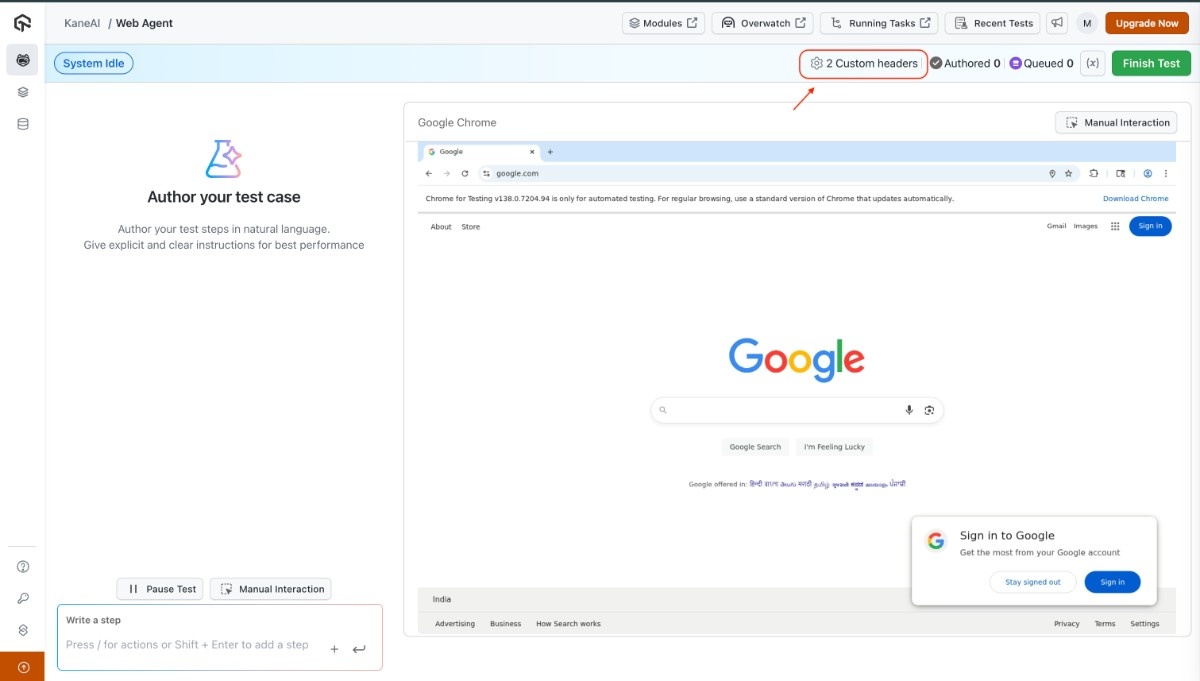 KaneAI / Web Agent
Modules
Overwatch
Running Tasks
Recent Tests
M
Upgrade Now
System Idle
2 Custom headers
Authored 0
Queued 0
(x)
Finish Test
Author your test case
Author your test steps in natural language.
Give explicit and clear instructions for best performance
Pause Test
Manual Interaction
Write a step
Press / for actions or Shift + Enter to add a step
Google Chrome
Manual Interaction
Google
google.com
Chrome for Testing v138.0.7204.94 is only for automated testing. For regular browsing, use a standard version of Chrome that updates automatically.
Download Chrome
About Store
Gmail Images
Sign in
Google
Google Search
I'm Feeling Lucky
Google offered in: हिन्दी বাংলা తెలుగు मराठी தமிழ் ગુજરાતી ಕನ್ನಡ മലയാളം ਪੰਜਾਬੀ
Sign in to Google
Get the most from your Google account
Stay signed out
Sign in
India
Advertising Business How Search works
Privacy Terms Settings